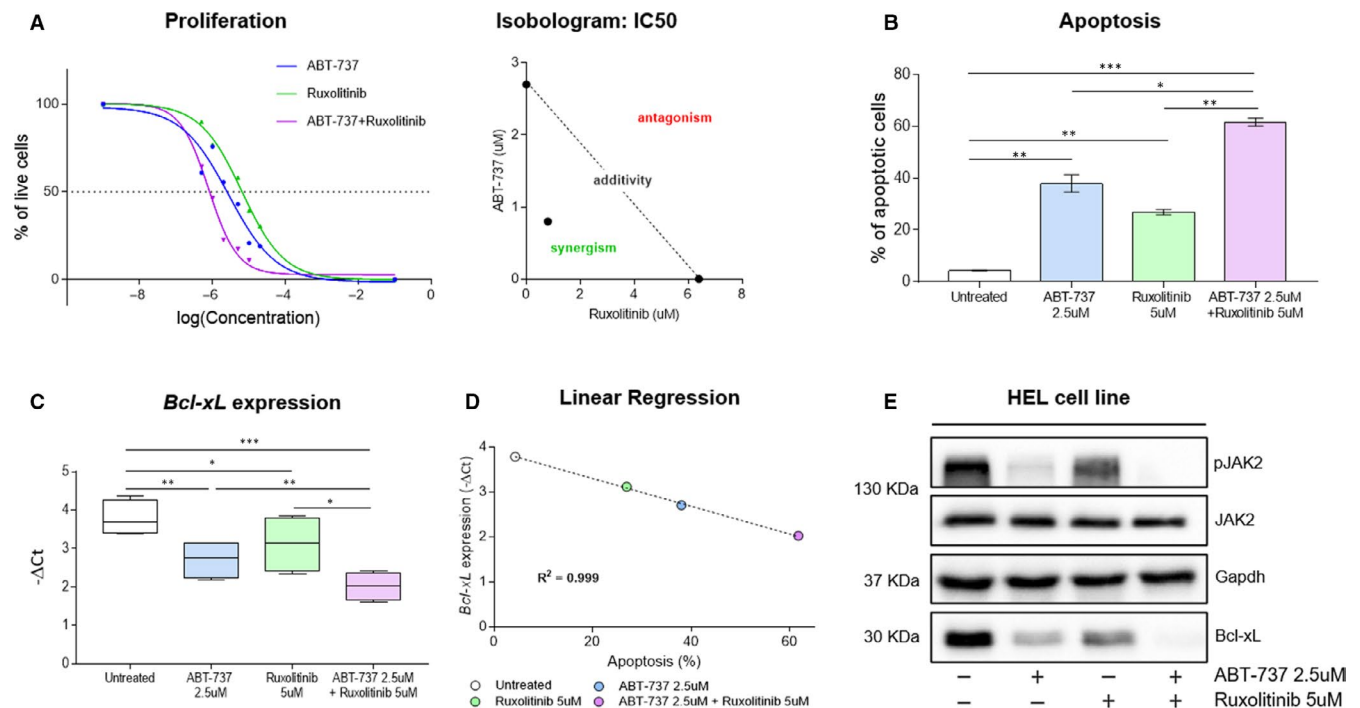 A
Proliferation
ABT-737
Ruxolitinib
ABT-737+Ruxolitinib
% of live cells
100
50
0
−8
−6
−4
−2
0
log(Concentration)
Isobologram: IC50
ABT-737 (uM)
3
2
1
0
antagonism
additivity
synergism
0
2
4
6
8
Ruxolitinib (uM)
B
Apoptosis
% of apoptotic cells
80
60
40
20
0
***
*
**
**
**
Untreated
ABT-737
2.5uM
Ruxolitinib
5uM
ABT-737 2.5uM
+Ruxolitinib 5uM
C
Bcl-xL expression
-ΔCt
5
4
3
2
1
0
***
*
**
**
*
Untreated
ABT-737
2.5uM
Ruxolitinib
5uM
ABT-737 2.5uM
+ Ruxolitinib 5uM
D
Linear Regression
Bcl-xL expression (-ΔCt)
4
3
2
1
0
R² = 0.999
0
20
40
60
Apoptosis (%)
Untreated
ABT-737 2.5uM
Ruxolitinib 5uM
ABT-737 2.5uM + Ruxolitinib 5uM
E
HEL cell line
pJAK2
130 KDa
JAK2
37 KDa
Gapdh
30 KDa
Bcl-xL
− + − + ABT-737 2.5uM
− − + + Ruxolitinib 5uM